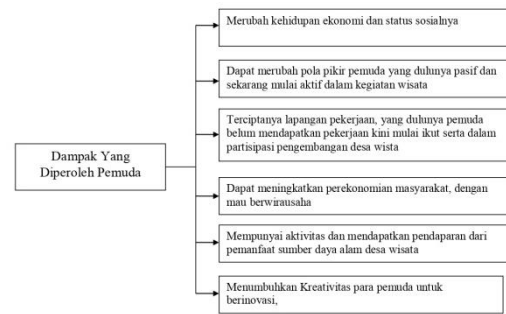 Merubah kehidupan ekonomi dan status sosialnya
Dapat merubah pola pikir pemuda yang dulunya pasif dan
sekarang mulai aktif dalam kegiatan wisata
Terciptanya lapangan pekerjaan, yang dulunya pemuda
belum mendapatkan pekerjaan kini mulai ikut serta dalam
partisipasi pengembangan desa wista
Dampak Yang
Diperoleh Pemuda
Dapat meningkatkan perekonomian masyarakat, dengan
mau berwirausaha
Mempunyai aktivitas dan mendapatkan pendaparan dari
pemanfaat sumber daya alam desa wisata
Menumbuhkan Kreativitas para pemuda untuk
berinovasi,